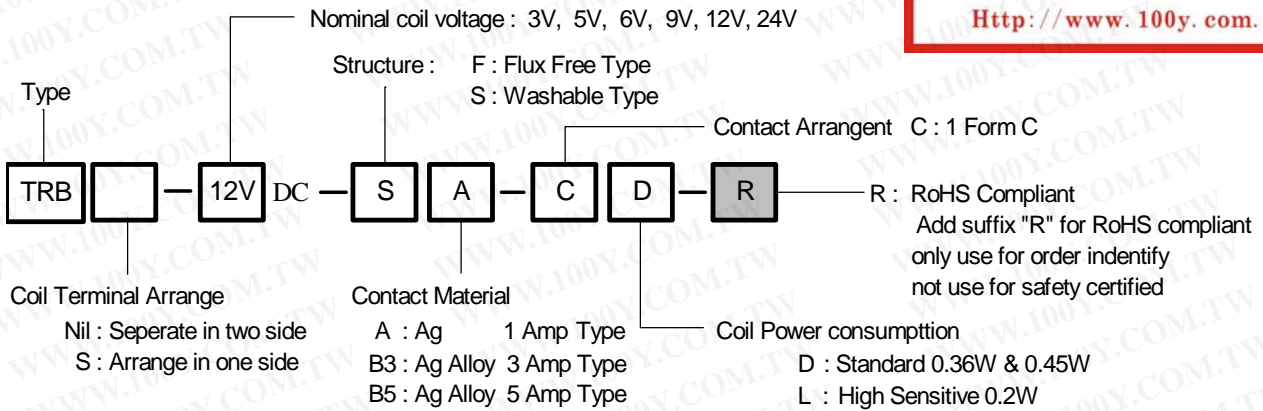 Nominal coil voltage : 3V, 5V, 6V, 9V, 12V, 24V
Http://www.100y.com.
Structure : F : Flux Free Type
S : Washable Type
Type
Contact Arrangent C : 1 Form C
TRB — 12V DC — S A — C D — R
R : RoHS Compliant
Add suffix "R" for RoHS compliant
only use for order indentify
not use for safety certified
Coil Terminal Arrange
Nil : Seperate in two side
S : Arrange in one side
Contact Material
A : Ag 1 Amp Type
B3 : Ag Alloy 3 Amp Type
B5 : Ag Alloy 5 Amp Type
Coil Power consumpttion
D : Standard 0.36W & 0.45W
L : High Sensitive 0.2W
WWW.100Y.COM.TW